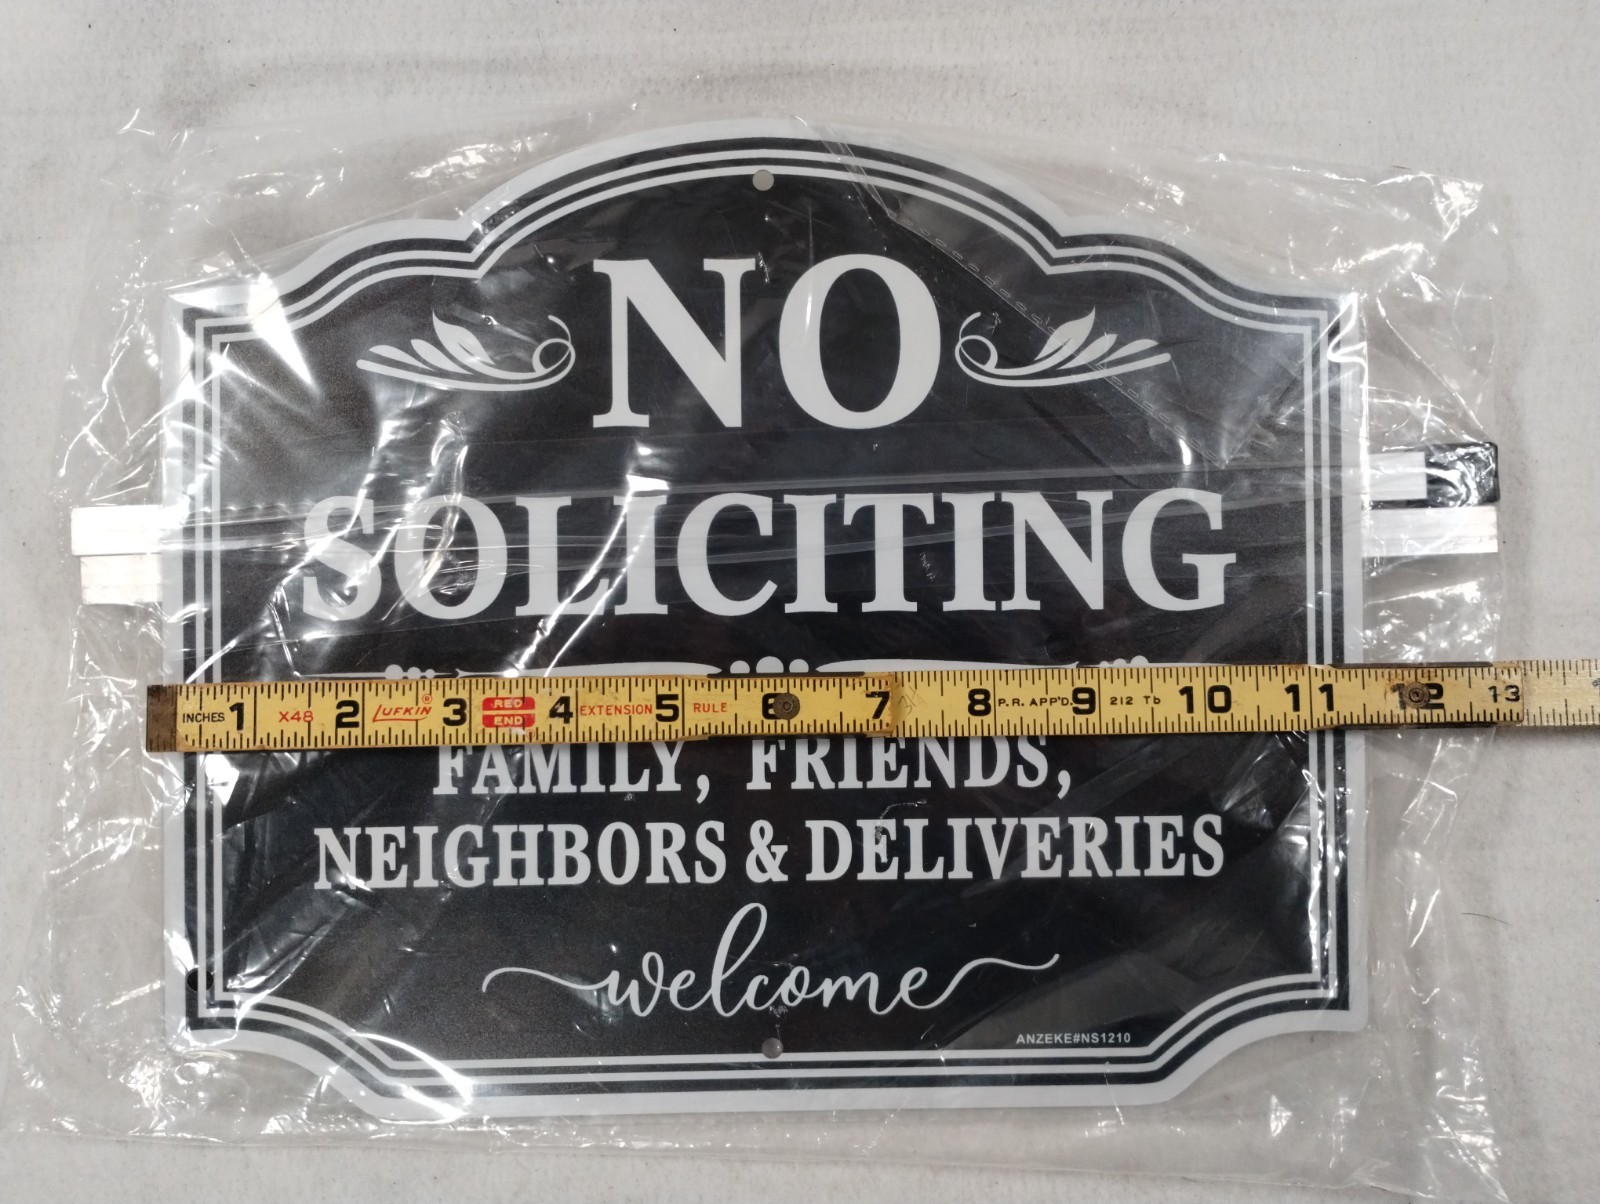 NO
SOLICITING
INCHES 1 X48 2 LUFKIN® 3 RED END 4 EXTENSION 5 RULE 6 7 8 P.R. APP'D. 9 212 Tb 10 11 12 13
FAMILY, FRIENDS,
NEIGHBORS & DELIVERIES
welcome
ANZEKE#NS1210